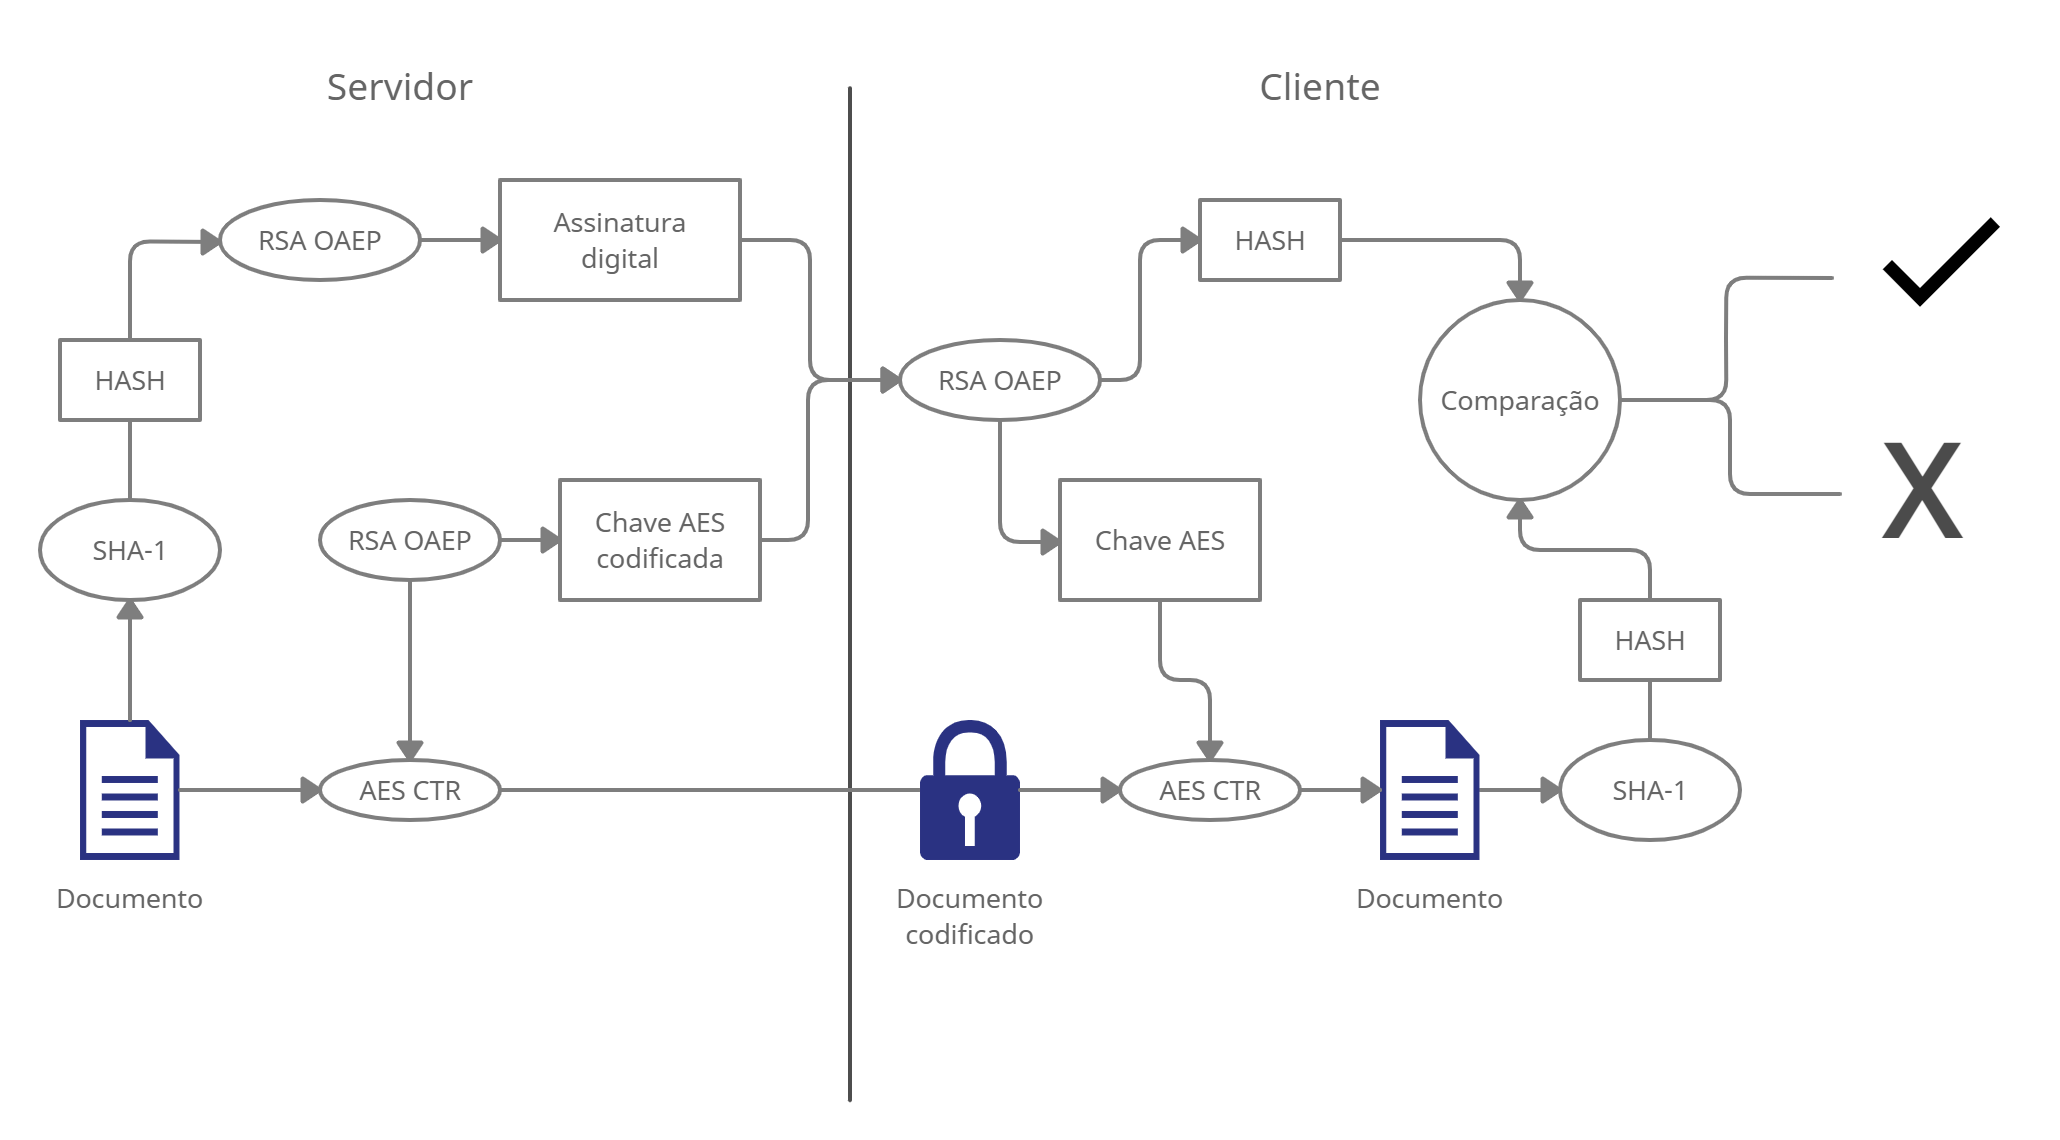 Servidor
Cliente
RSA OAEP
Assinatura
digital
HASH
HASH
RSA OAEP
Comparação
SHA-1
RSA OAEP
Chave AES
codificada
Chave AES
HASH
AES CTR
AES CTR
SHA-1
Documento
Documento
codificado
Documento